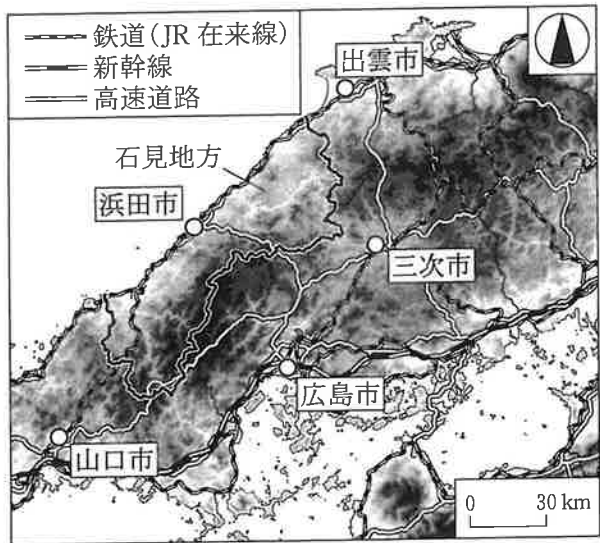 鉄道(JR在来線)
新幹線
高速道路
出雲市
石見地方
浜田市
三次市
広島市
山口市
0 30 km